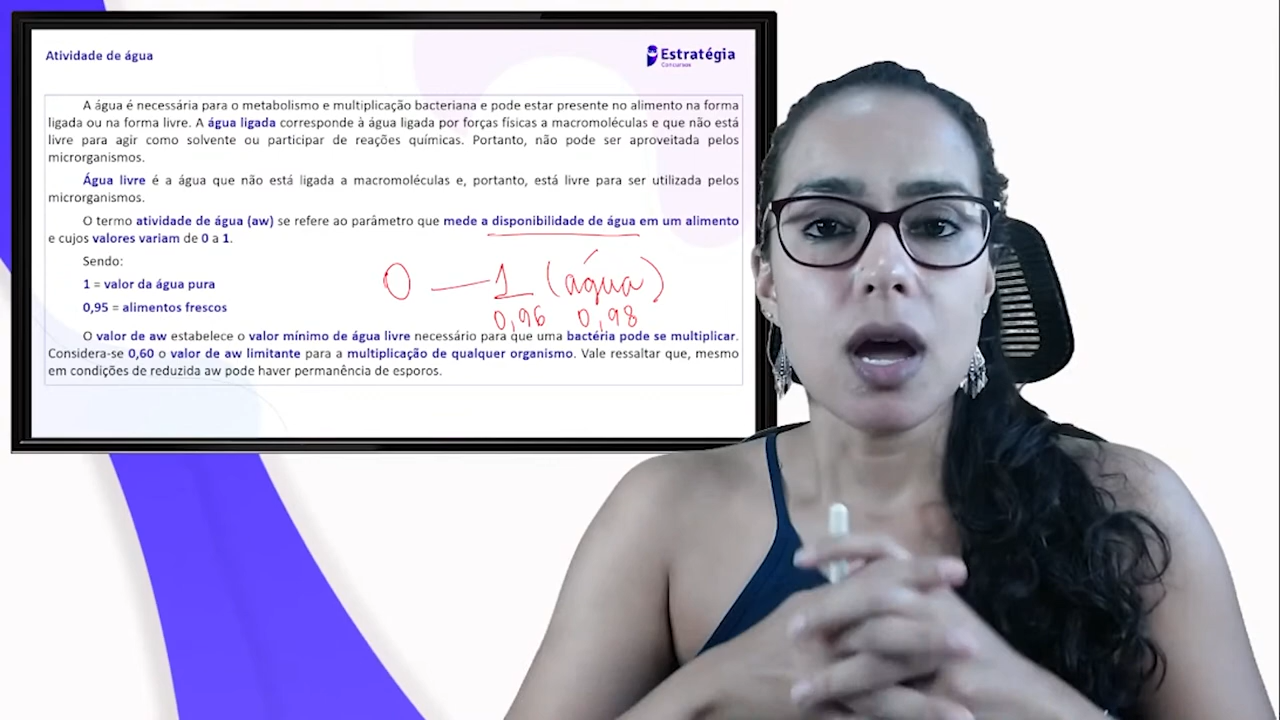 Atividade de água
Estratégia
Concursos
A água é necessária para o metabolismo e multiplicação bacteriana e pode estar presente no alimento na forma
ligada ou na forma livre. A água ligada corresponde à água ligada por forças físicas a macromoléculas e que não está
livre para agir como solvente ou participar de reações químicas. Portanto, não pode ser aproveitada pelos
microrganismos.
Água livre é a água que não está ligada a macromoléculas e, portanto, está livre para ser utilizada pelos
microrganismos.
O termo atividade de água (aw) se refere ao parâmetro que mede a disponibilidade de água em um alimento
e cujos valores variam de 0 a 1.
Sendo:
1 = valor da água pura
0,95 = alimentos frescos
0 — 1 (água)
0,96 0,98
O valor de aw estabelece o valor mínimo de água livre necessário para que uma bactéria pode se multiplicar.
Considera-se 0,60 o valor de aw limitante para a multiplicação de qualquer organismo. Vale ressaltar que, mesmo
em condições de reduzida aw pode haver permanência de esporos.